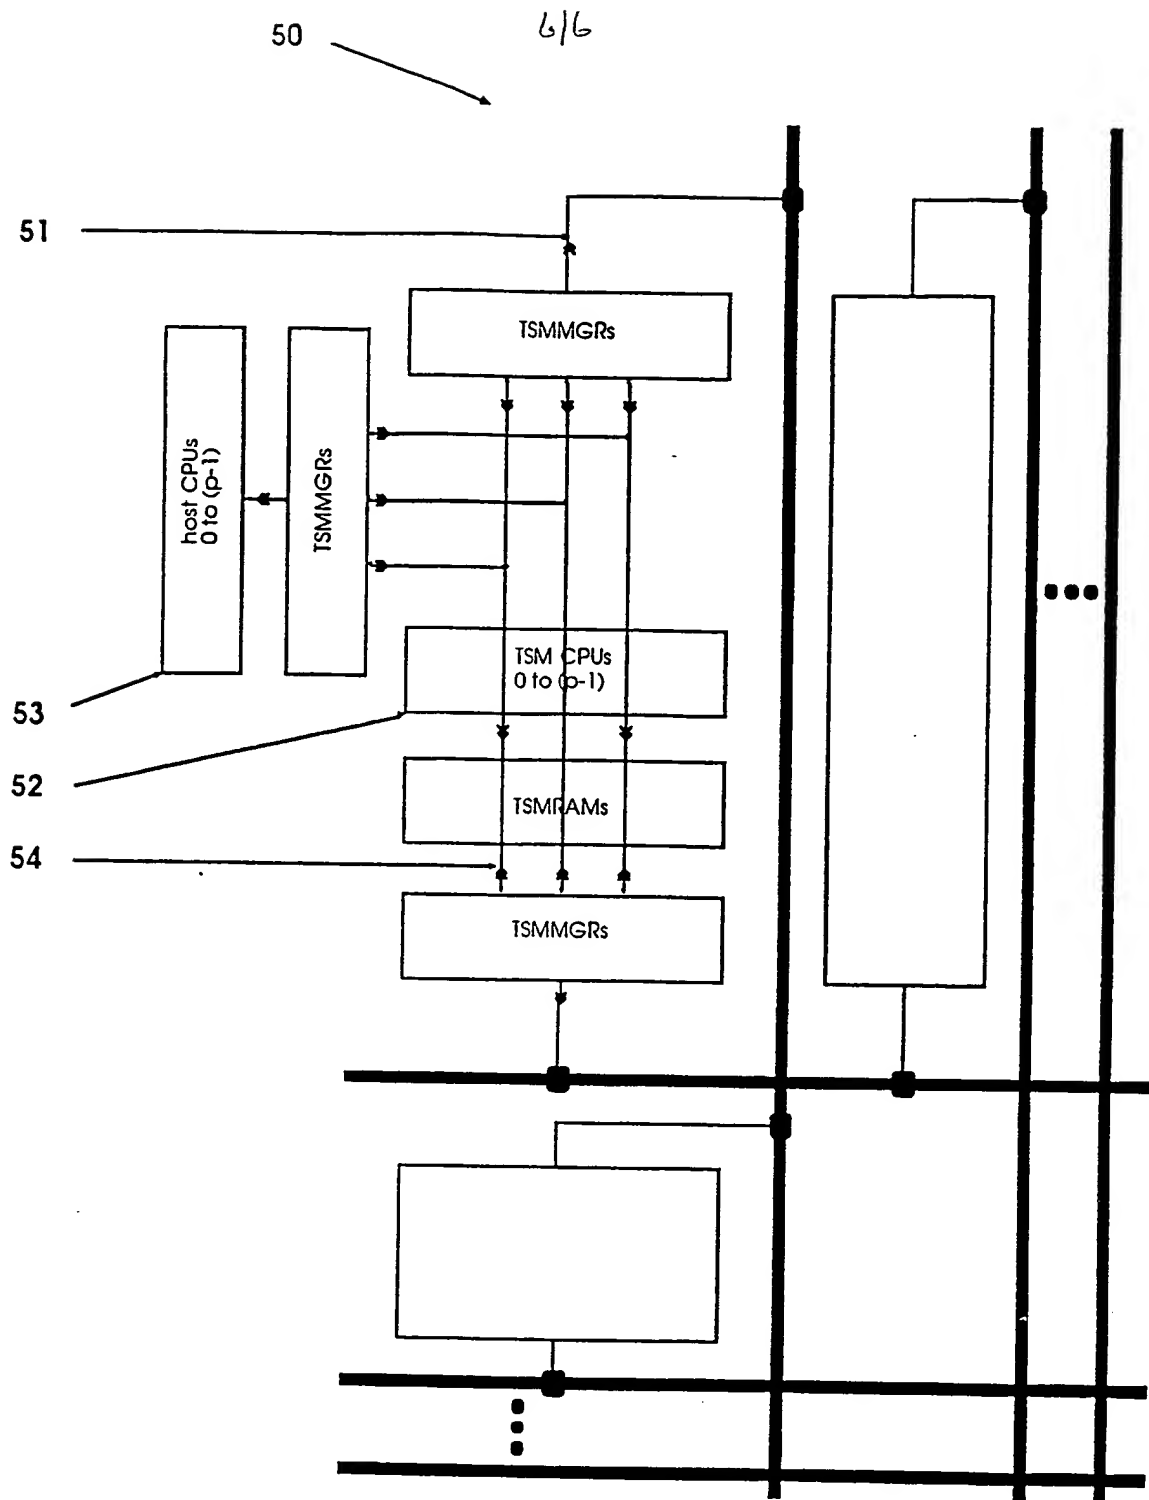 50
6/6
51
TSMMGRs
host CPUs
0 to (p-1)
TSMMGRs
TSM CPUs
0 to (p-1)
53
52
TSMRAMs
54
TSMMGRs